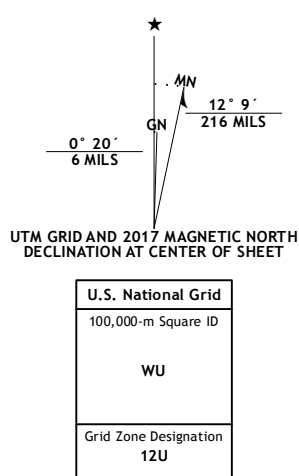 MN
GN
12° 9´
216 MILS
0° 20´
6 MILS
UTM GRID AND 2017 MAGNETIC NORTH
DECLINATION AT CENTER OF SHEET
U.S. National Grid
100,000-m Square ID
WU
Grid Zone Designation
12U